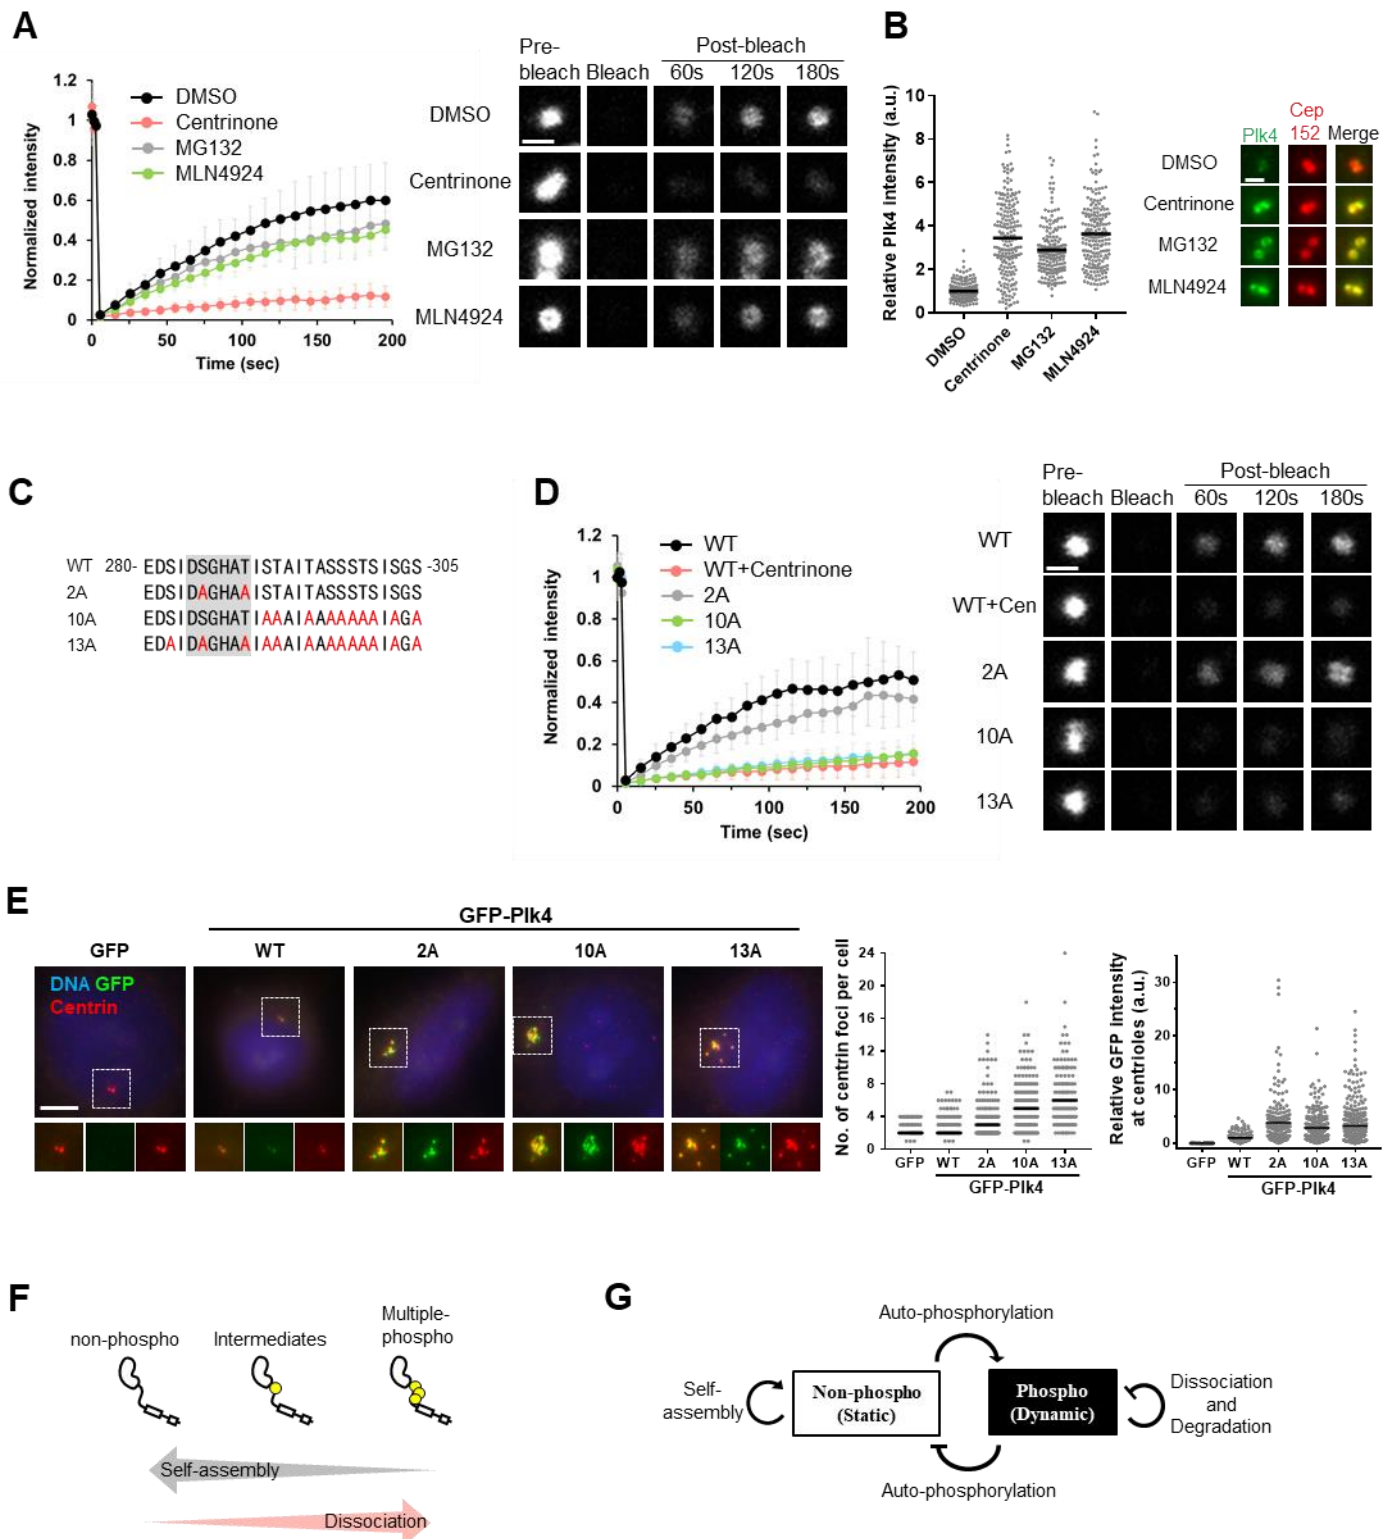 A
Pre-
bleach Bleach
Post-bleach
60s 120s 180s
Normalized intensity
1.2
1
0.8
0.6
0.4
0.2
0
0 50 100 150 200
Time (sec)
DMSO
Centrinone
MG132
MLN4924
DMSO
Centrinone
MG132
MLN4924
B
Relative Plk4 intensity (a.u.)
10
8
6
4
2
0
DMSO
Centrinone
MG132
MLN4924
Plk4
Cep
152
Merge
DMSO
Centrinone
MG132
MLN4924
C
WT 280- EDSIDSGHATISTAITASSSTSISGS -305
2A EDSIDAGHAAISTAITASSSTSISGS
10A EDSIDSGHATIAAAIAAAAAAAIAGA
13A EDAIDAGHAAIAAAIAAAAAAAIAGA
D
Normalized intensity
1.2
1
0.8
0.6
0.4
0.2
0
0 50 100 150 200
Time (sec)
WT
WT+Centrinone
2A
10A
13A
Pre-
bleach Bleach
Post-bleach
60s 120s 180s
WT
WT+Cen
2A
10A
13A
E
GFP-Plk4
GFP WT 2A 10A 13A
DNA GFP
Centrin
No. of centrin foci per cell
24
20
16
12
8
4
0
GFP WT 2A 10A 13A
GFP-Plk4
Relative GFP intensity
at centrioles (a.u.)
30
20
10
0
GFP WT 2A 10A 13A
GFP-Plk4
F
non-phospho
Intermediates
Multiple-
phospho
Self-assembly
Dissociation
G
Auto-phosphorylation
Self-
assembly
Non-phospho
(Static)
Phospho
(Dynamic)
Dissociation
and
Degradation
Auto-phosphorylation